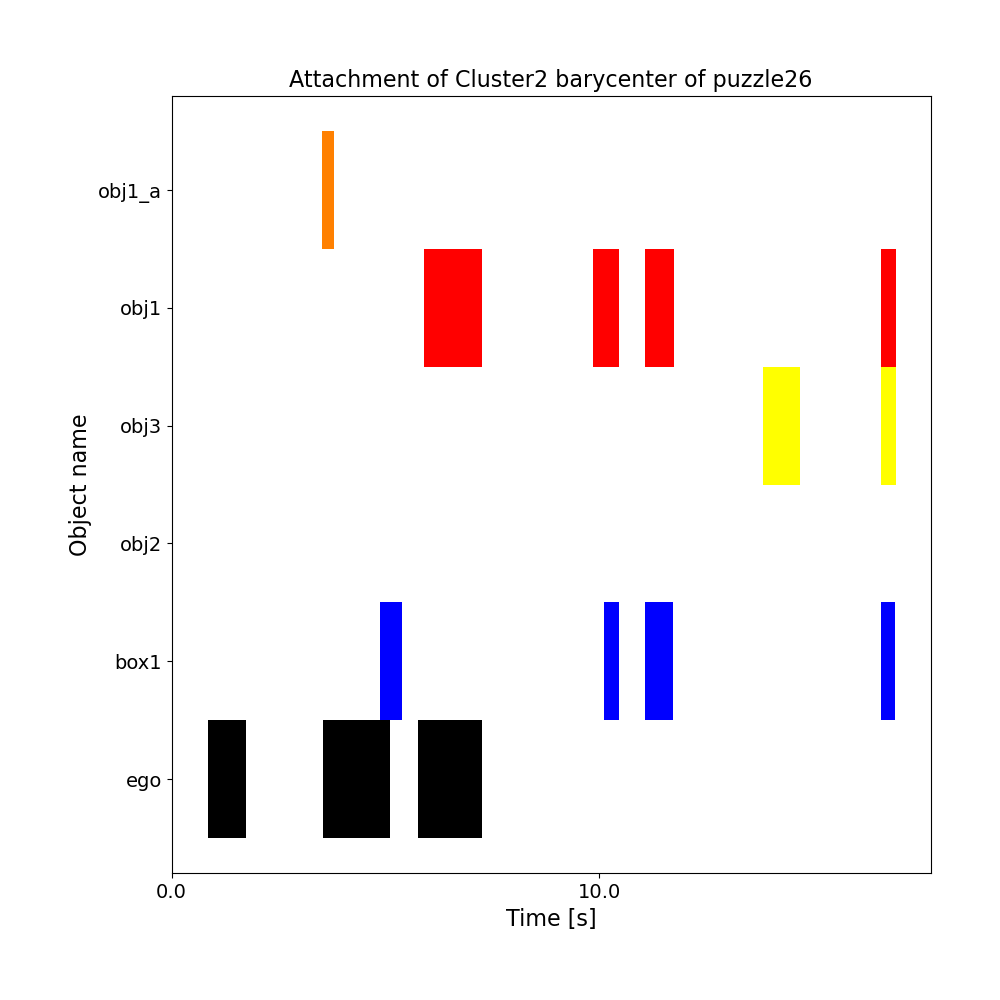 Attachment of Cluster2 barycenter of puzzle26
obj1_a
obj1
obj3
obj2
box1
ego
Object name
0.0
10.0
Time [s]